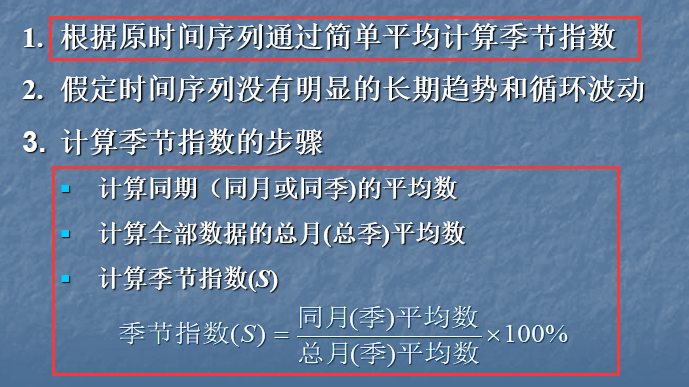 1. 根据原时间序列通过简单平均计算季节指数
2. 假定时间序列没有明显的长期趋势和循环波动
3. 计算季节指数的步骤
▪ 计算同期（同月或同季)的平均数
▪ 计算全部数据的总月(总季)平均数
▪ 计算季节指数(S)
季节指数(S) = 同月(季)平均数 / 总月(季)平均数 ×100%